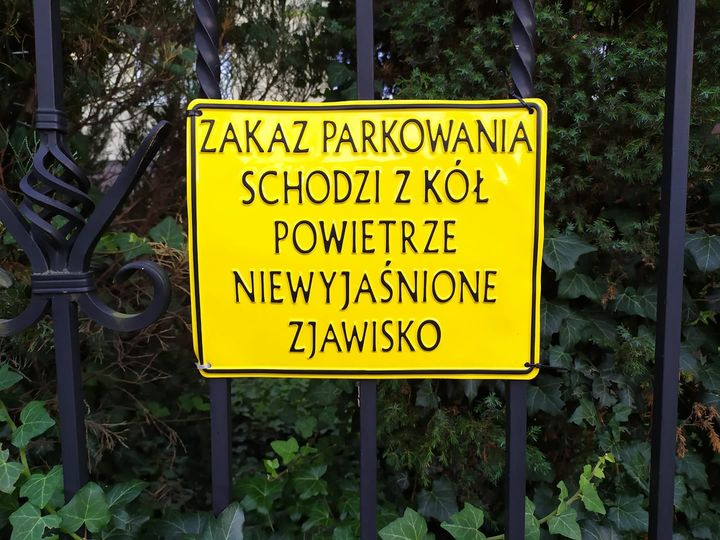 ZAKAZ PARKOWANIA
SCHODZI Z KÓŁ
POWIETRZE
NIEWYJAŚNIONE
ZJAWISKO